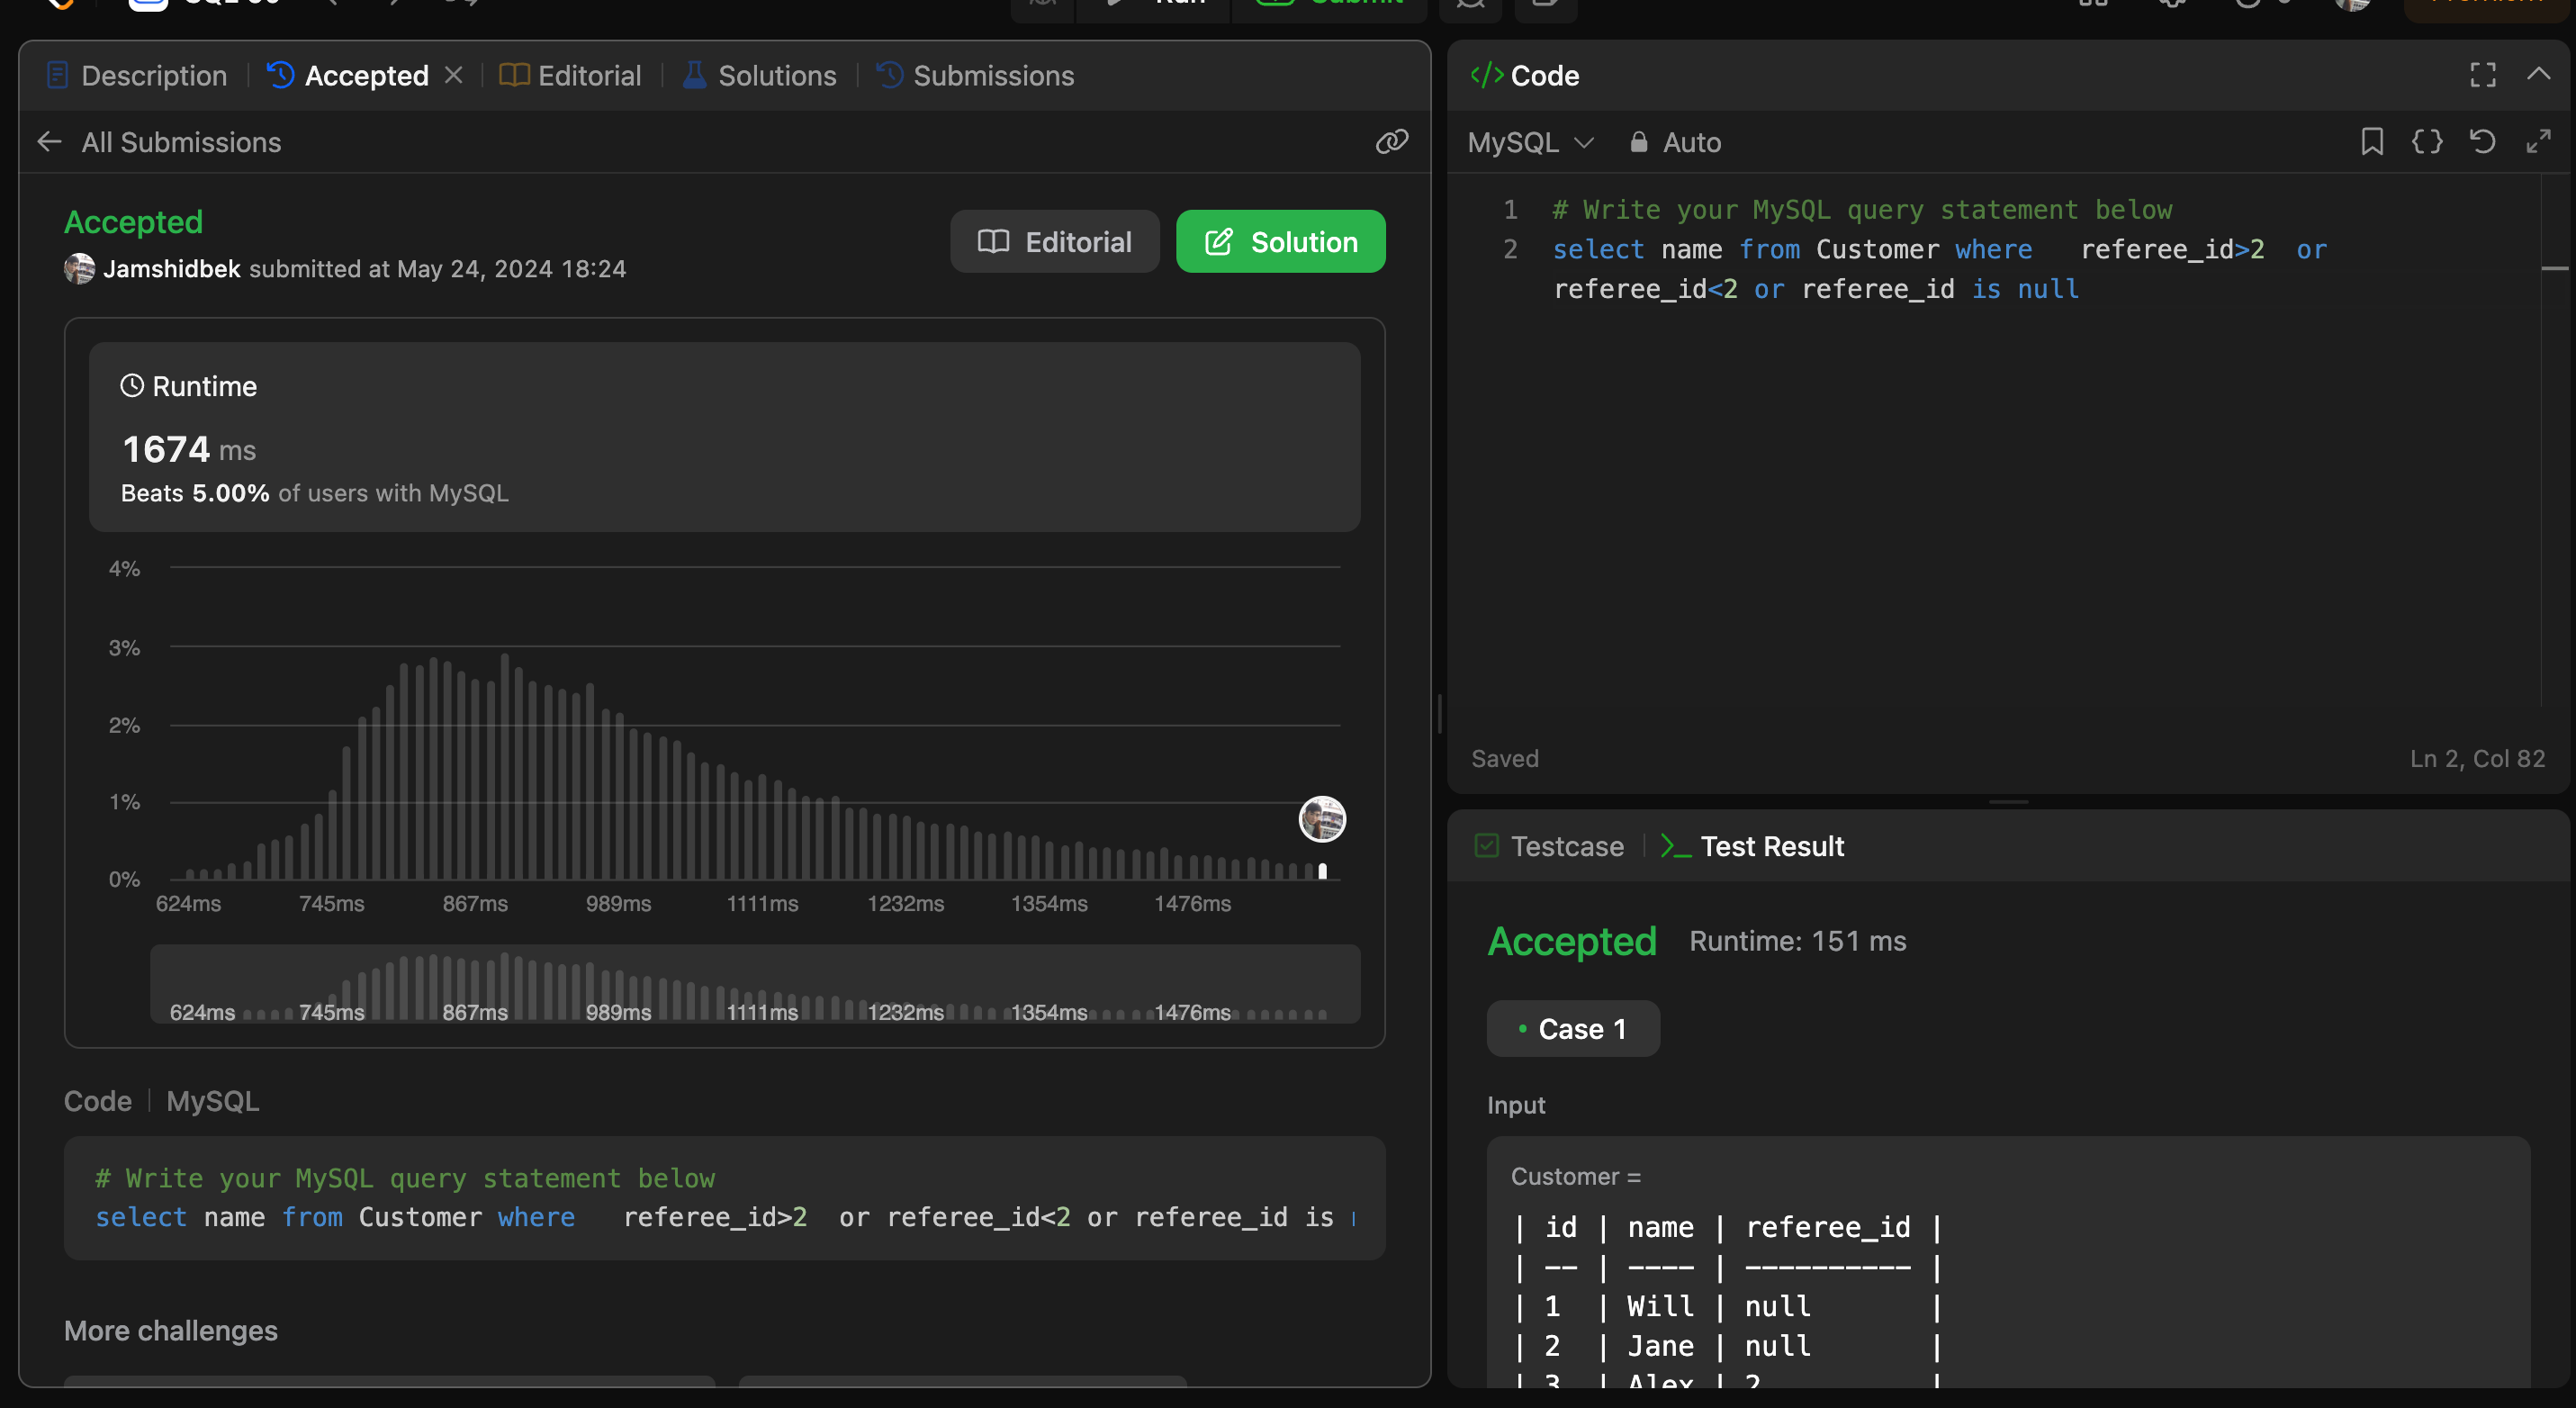 Description
Accepted
Editorial
Solutions
Submissions
All Submissions
Accepted
Jamshidbek submitted at May 24, 2024 18:24
Editorial
Solution
Runtime
1674 ms
Beats 5.00% of users with MySQL
4%
3%
2%
1%
0%
624ms 745ms 867ms 989ms 1111ms 1232ms 1354ms 1476ms
624ms 745ms 867ms 989ms 1111ms 1232ms 1354ms 1476ms
Code MySQL
# Write your MySQL query statement below
select name from Customer where   referee_id>2  or referee_id<2 or referee_id is
More challenges
</> Code
MySQL
Auto
1 # Write your MySQL query statement below
2 select name from Customer where   referee_id>2  or
referee_id<2 or referee_id is null
Saved
Ln 2, Col 82
Testcase
Test Result
Accepted Runtime: 151 ms
Case 1
Input
Customer =
| id | name | referee_id |
| -- | ---- | ---------- |
| 1  | Will | null       |
| 2  | Jane | null       |
| 3  | Alex | 2          |